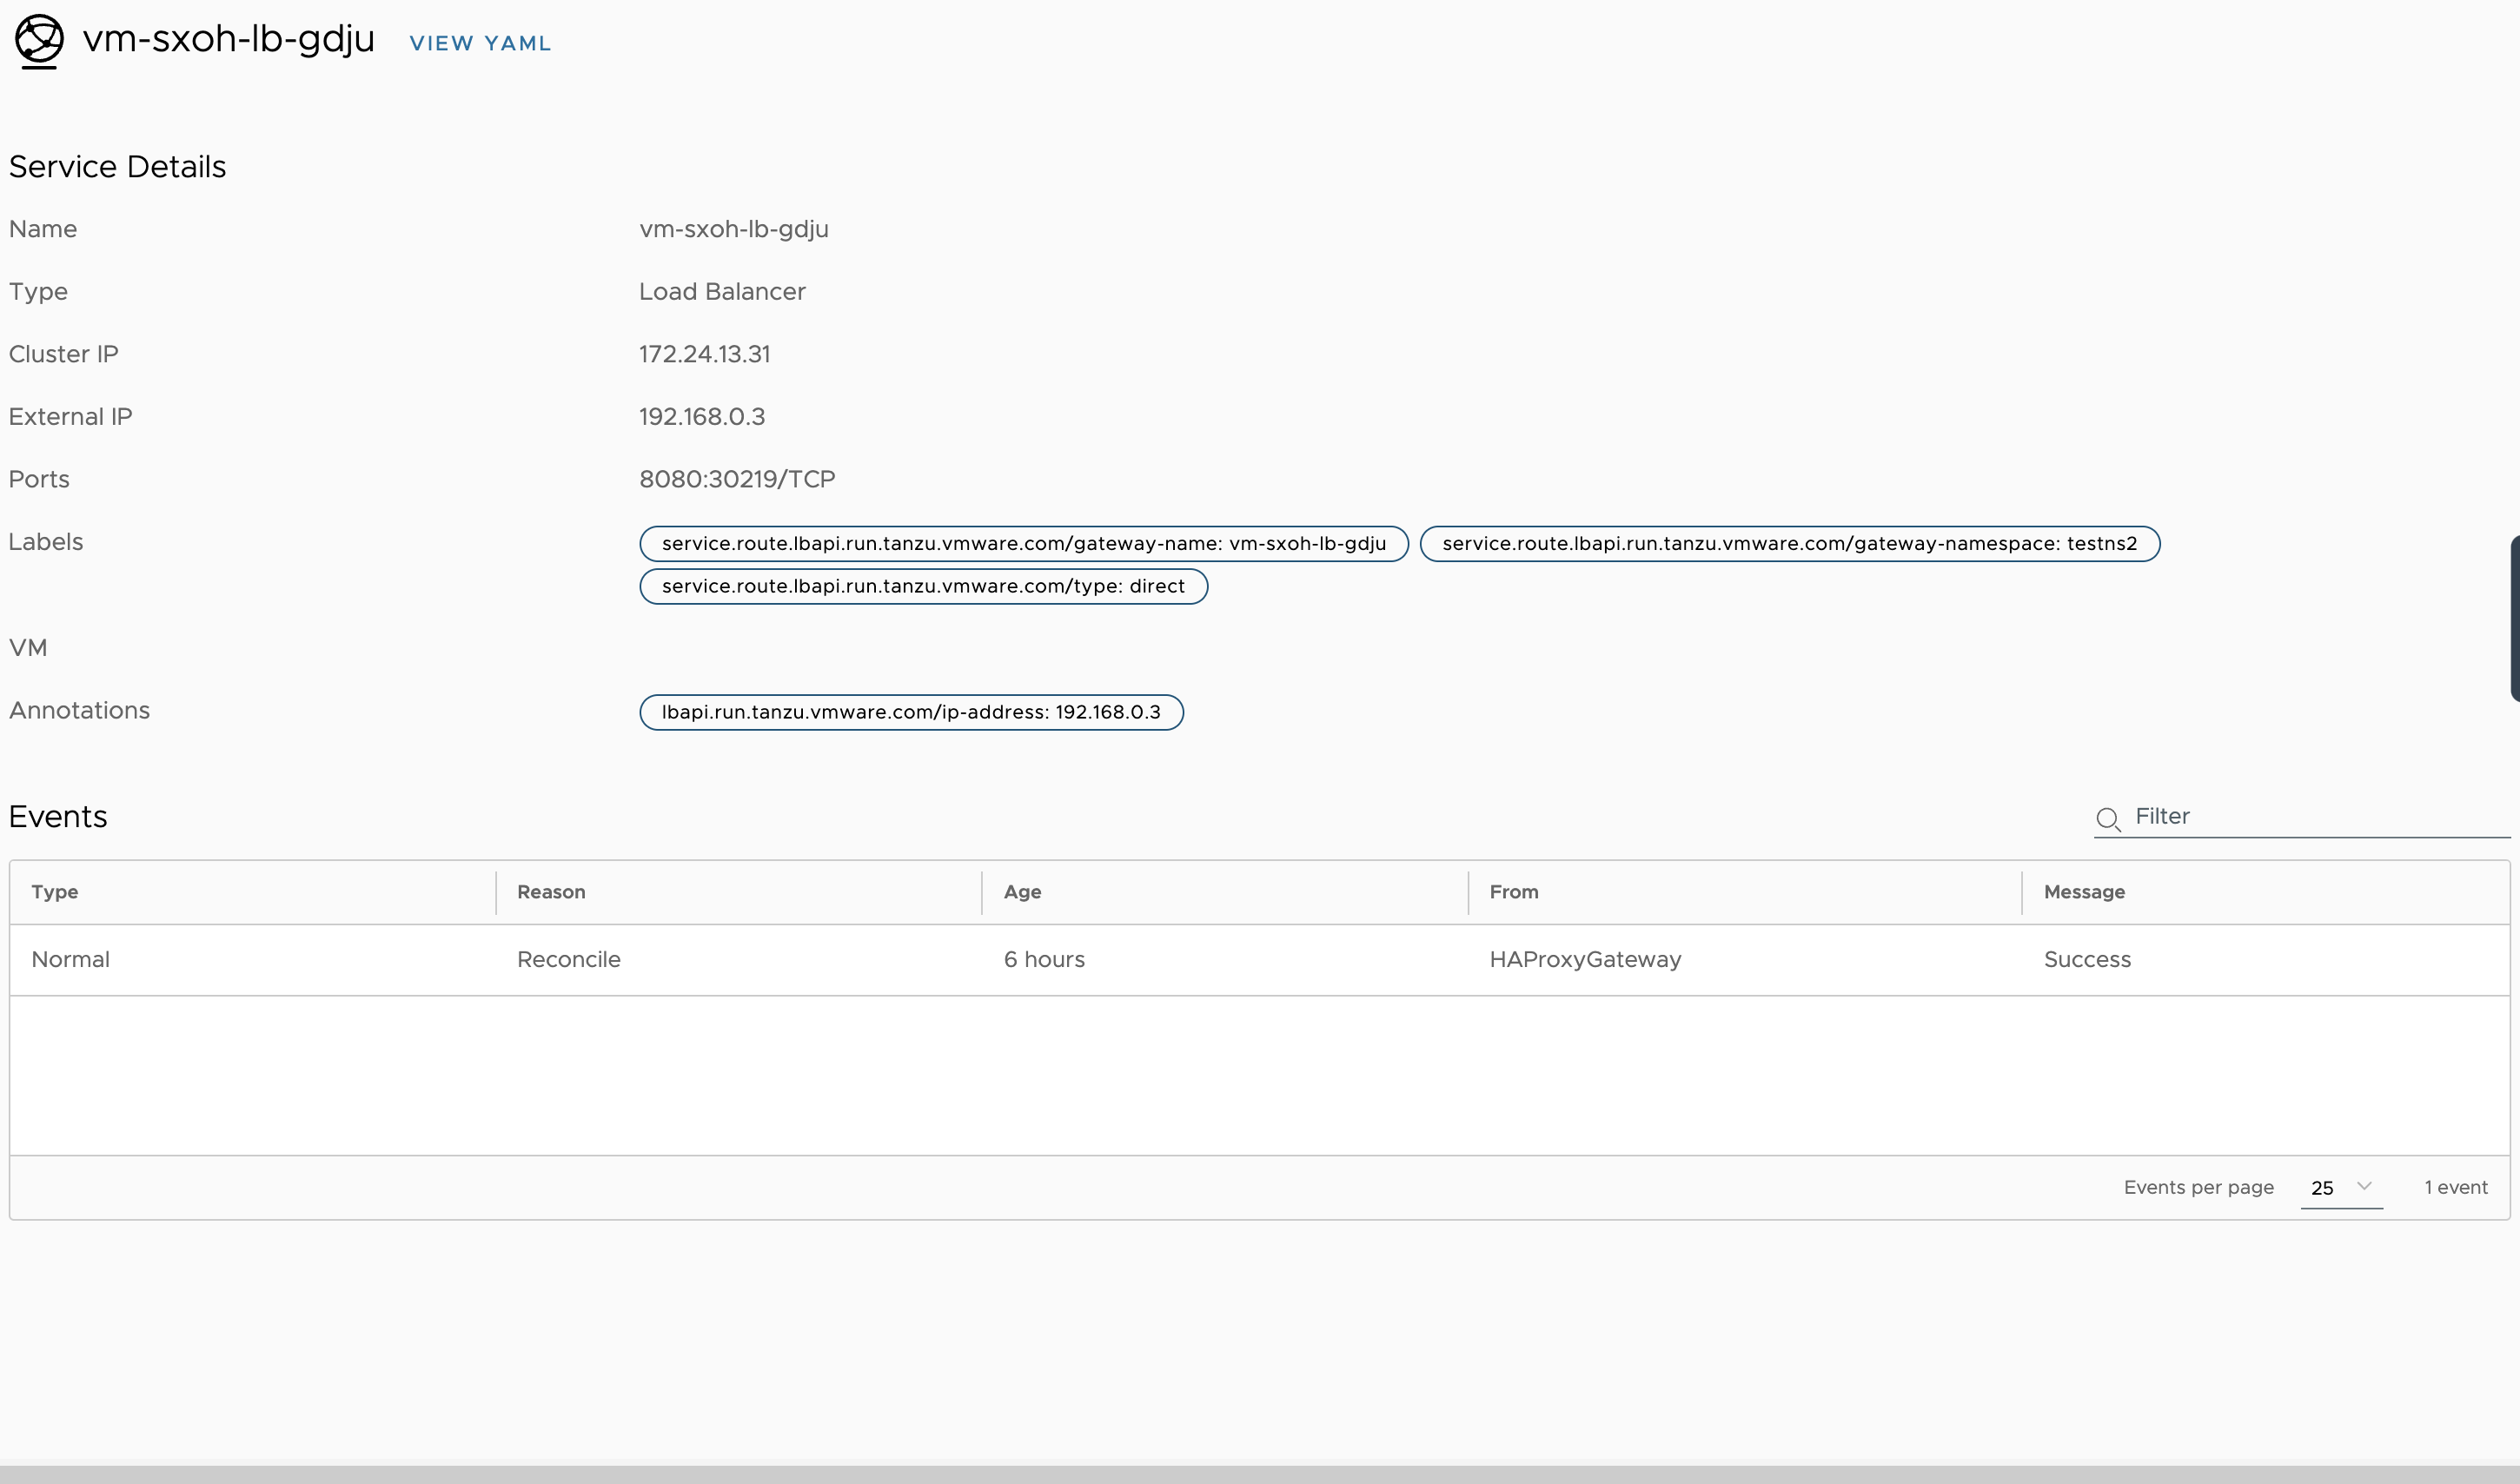 vm-sxoh-lb-gdju VIEW YAML
Service Details
Name vm-sxoh-lb-gdju
Type Load Balancer
Cluster IP 172.24.13.31
External IP 192.168.0.3
Ports 8080:30219/TCP
Labels service.route.lbapi.run.tanzu.vmware.com/gateway-name: vm-sxoh-lb-gdju service.route.lbapi.run.tanzu.vmware.com/gateway-namespace: testns2
service.route.lbapi.run.tanzu.vmware.com/type: direct
VM
Annotations lbapi.run.tanzu.vmware.com/ip-address: 192.168.0.3
Events Filter
Type Reason Age From Message
Normal Reconcile 6 hours HAProxyGateway Success
Events per page 25 1 event